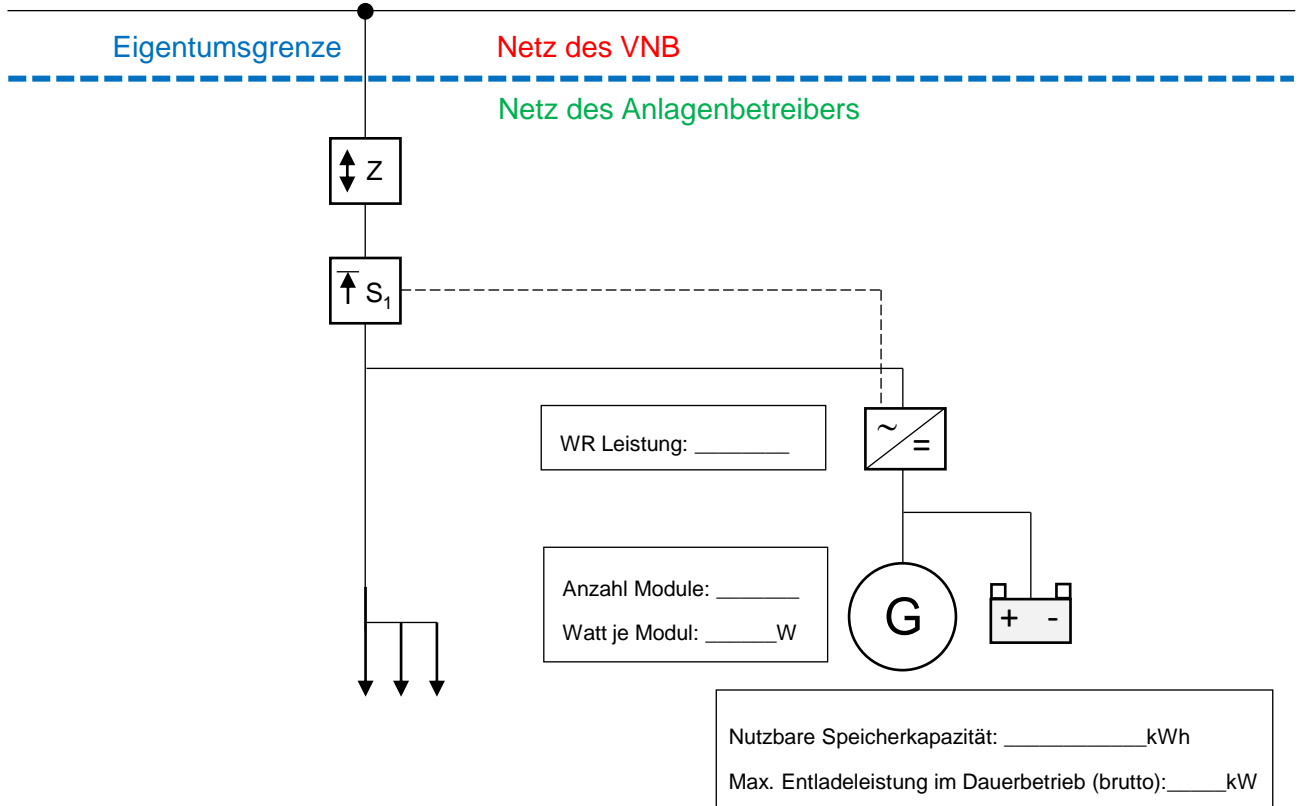 Eigentumsgrenze
Netz des VNB
Netz des Anlagenbetreibers
Z
S₁
WR Leistung: ________
~
=
Anzahl Module: _______
Watt je Modul: ______W
G
+ -
Nutzbare Speicherkapazität: ____________kWh
Max. Entladeleistung im Dauerbetrieb (brutto):_____kW